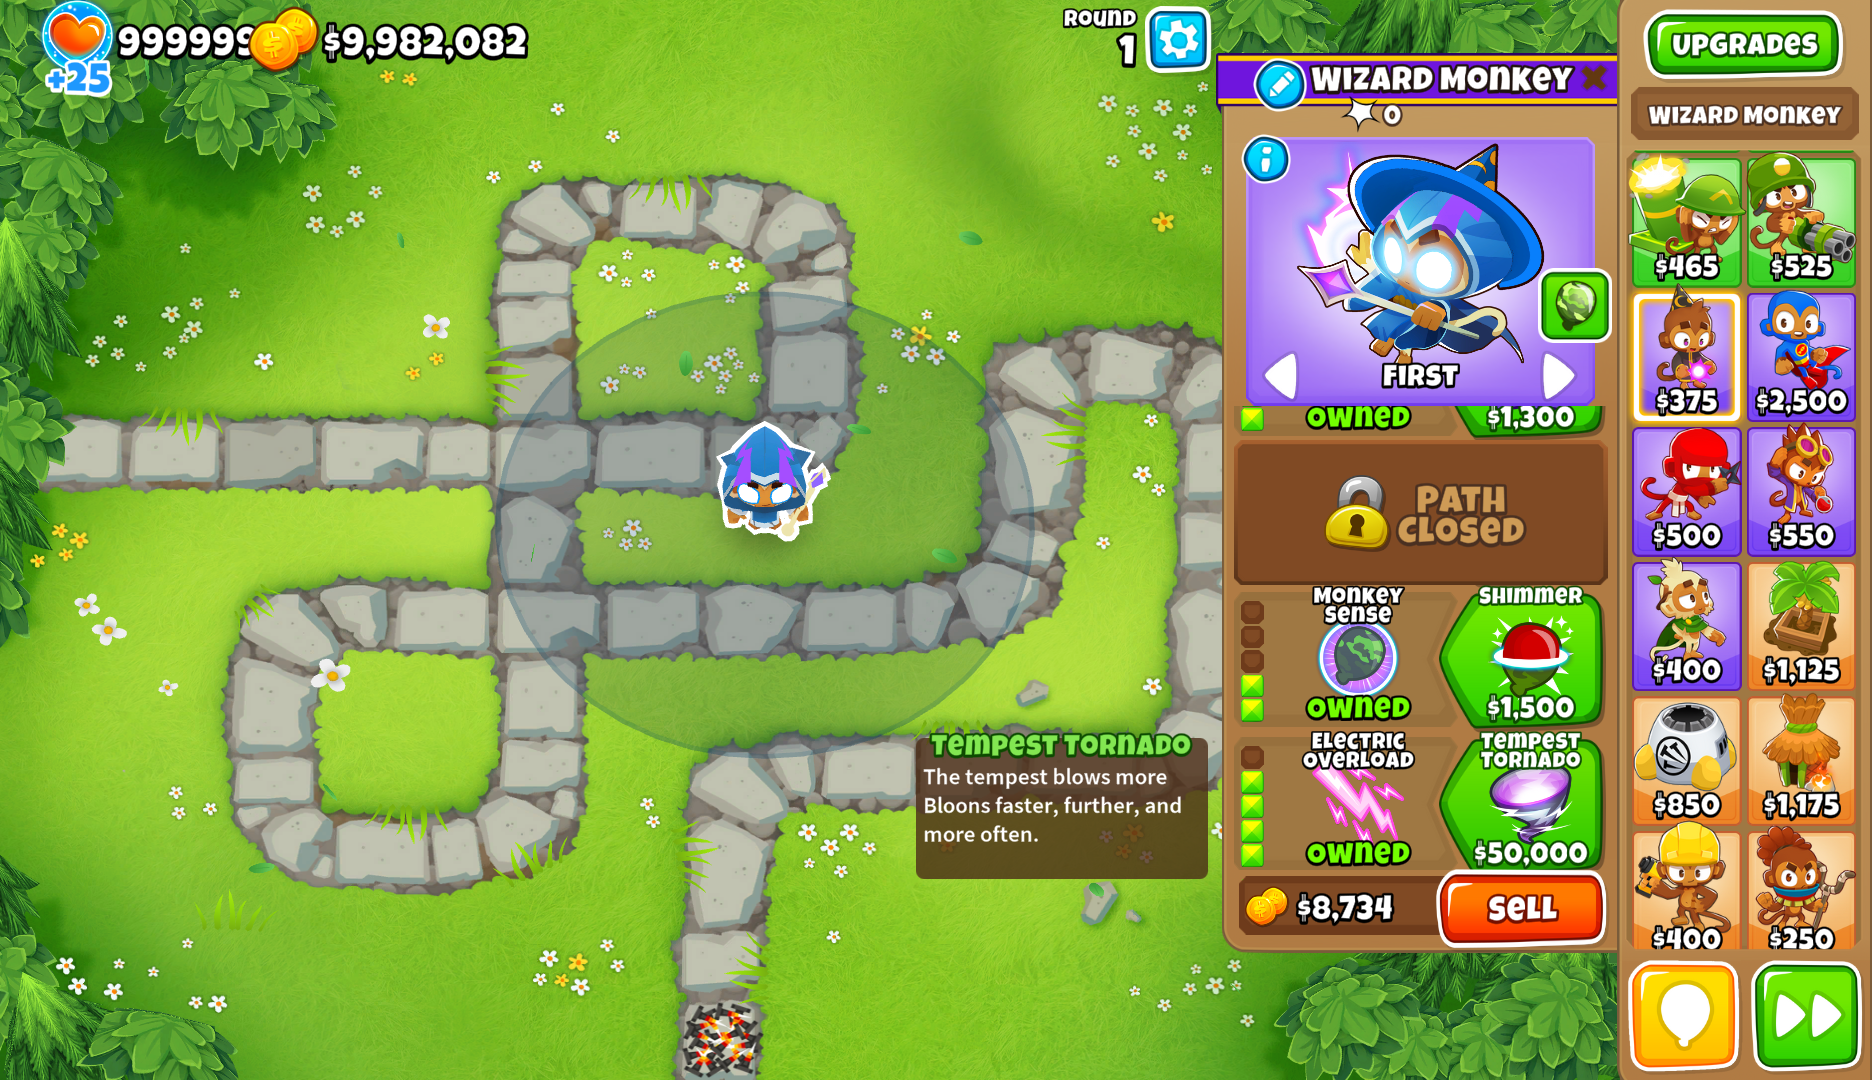 999999
$9,982,082
+25
ROUND
1
WIZARD MONKEY
0
FIRST
OWNED
$1,300
PATH
CLOSED
MONKEY
SENSE
OWNED
SHIMMER
$1,500
ELECTRIC
OVERLOAD
OWNED
TEMPEST
TORNADO
$50,000
$8,734
SELL
TEMPEST TORNADO
The tempest blows more
Bloons faster, further, and
more often.
UPGRADES
WIZARD MONKEY
$465
$525
$375
$2,500
$500
$550
$400
$1,125
$850
$1,175
$400
$250